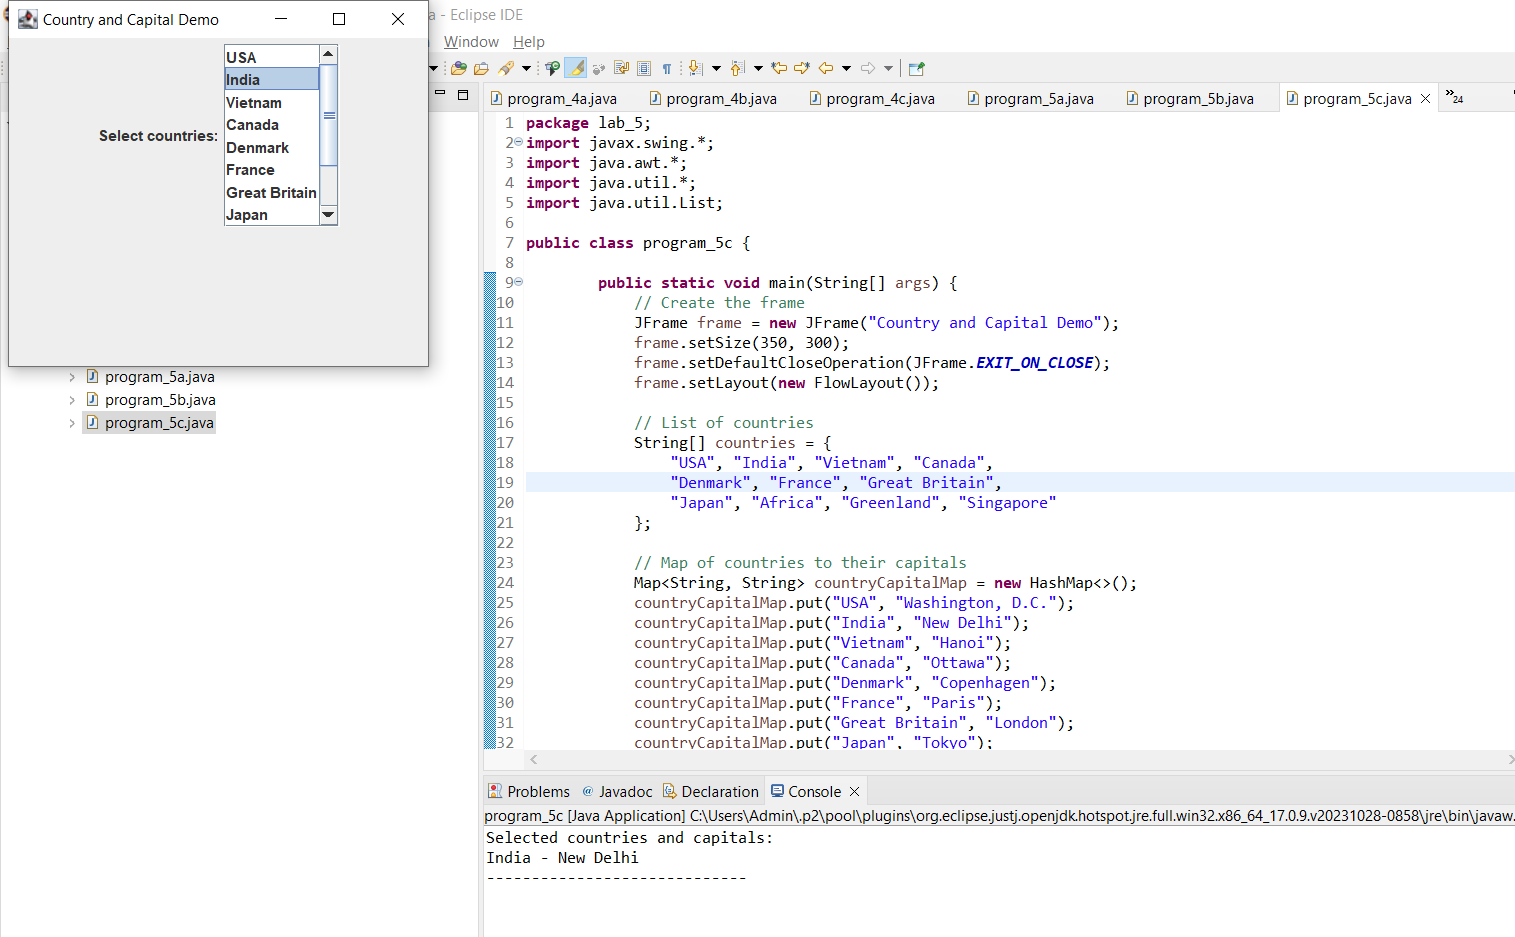 Country and Capital Demo
- Eclipse IDE
Window Help
Select countries:
USA
India
Vietnam
Canada
Denmark
France
Great Britain
Japan
program_5a.java
program_5b.java
program_5c.java
program_4a.java program_4b.java program_4c.java program_5a.java program_5b.java program_5c.java 24
1 package lab_5;
2 import javax.swing.*;
3 import java.awt.*;
4 import java.util.*;
5 import java.util.List;
6
7 public class program_5c {
8
9 public static void main(String[] args) {
10 // Create the frame
11 JFrame frame = new JFrame("Country and Capital Demo");
12 frame.setSize(350, 300);
13 frame.setDefaultCloseOperation(JFrame.EXIT_ON_CLOSE);
14 frame.setLayout(new FlowLayout());
15
16 // List of countries
17 String[] countries = {
18 "USA", "India", "Vietnam", "Canada",
19 "Denmark", "France", "Great Britain",
20 "Japan", "Africa", "Greenland", "Singapore"
21 };
22
23 // Map of countries to their capitals
24 Map<String, String> countryCapitalMap = new HashMap<>();
25 countryCapitalMap.put("USA", "Washington, D.C.");
26 countryCapitalMap.put("India", "New Delhi");
27 countryCapitalMap.put("Vietnam", "Hanoi");
28 countryCapitalMap.put("Canada", "Ottawa");
29 countryCapitalMap.put("Denmark", "Copenhagen");
30 countryCapitalMap.put("France", "Paris");
31 countryCapitalMap.put("Great Britain", "London");
32 countryCapitalMap.put("Japan", "Tokyo");
Problems @ Javadoc Declaration Console
program_5c [Java Application] C:\Users\Admin\.p2\pool\plugins\org.eclipse.justj.openjdk.hotspot.jre.full.win32.x86_64_17.0.9.v20231028-0858\jre\bin\javaw.
Selected countries and capitals:
India - New Delhi
-----------------------------